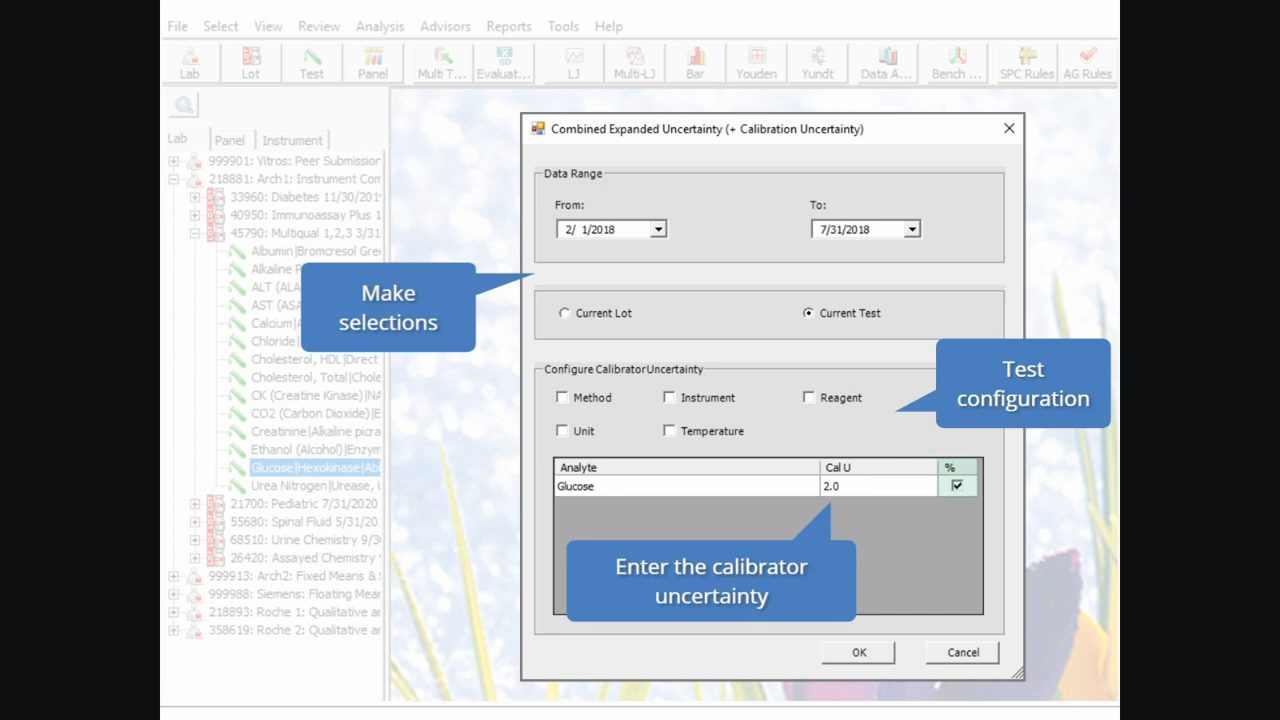 File Select View Review Analysis Advisors Reports Tools Help
Lab Lot Test Panel Multi T... Evaluat... LJ Multi-LJ Bar Youden Yundt Data A... Bench ... SPC Rules AG Rules
Lab Panel Instrument
999901: Vitros: Peer Submission
218881: Arch1: Instrument Com
33960: Diabetes 11/30/201
40950: Immunoassay Plus 1
45790: Multiqual 1,2,3 3/31
Albumin|Bromcresol Gre
Alkaline P
ALT (ALA
AST (AS
Calcium|
Chloride|
Cholesterol, HDL|Direct
Cholesterol, Total|Chole
CK (Creatine Kinase)|NA
CO2 (Carbon Dioxide)|E
Creatinine|Alkaline picra
Ethanol (Alcohol)|Enzym
Glucose|Hexokinase|Ab
Urea Nitrogen|Urease, 
21700: Pediatric 7/31/2020
55680: Spinal Fluid 5/31/20
68510: Urine Chemistry 9/3
26420: Assayed Chemistry
999913: Arch2: Fixed Means &
999988: Siemens: Floating Mear
218893: Roche 1: Qualitative ar
358619: Roche 2: Qualitative ar
Make
selections
Combined Expanded Uncertainty (+ Calibration Uncertainty)
Data Range
From: To:
2/ 1/2018 7/31/2018
Current Lot Current Test
Configure Calibrator Uncertainty
Method Instrument Reagent
Unit Temperature
Test
configuration
Analyte Cal U %
Glucose 2.0
Enter the calibrator
uncertainty
OK Cancel